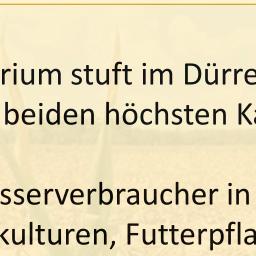 rium stuft im Dürre
beiden höchsten Ka
sserverbraucher in
kulturen, Futterpfla